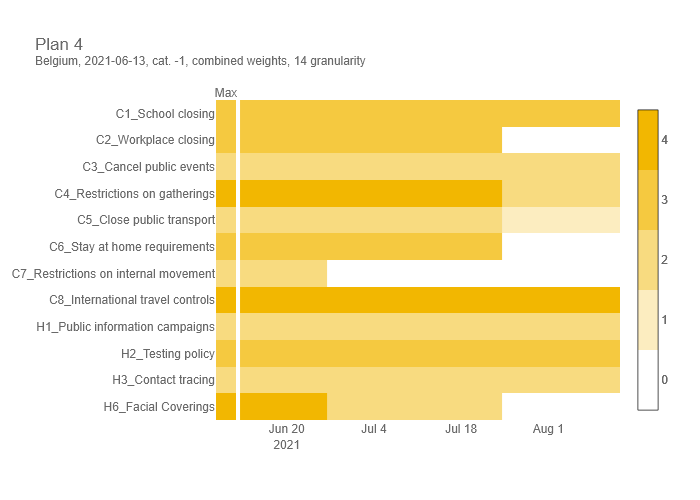 Plan 4
Belgium, 2021-06-13, cat. -1, combined weights, 14 granularity
Max
C1_School closing
C2_Workplace closing
C3_Cancel public events
C4_Restrictions on gatherings
C5_Close public transport
C6_Stay at home requirements
C7_Restrictions on internal movement
C8_International travel controls
H1_Public information campaigns
H2_Testing policy
H3_Contact tracing
H6_Facial Coverings
Jun 20 Jul 4 Jul 18 Aug 1
2021
4
3
2
1
0